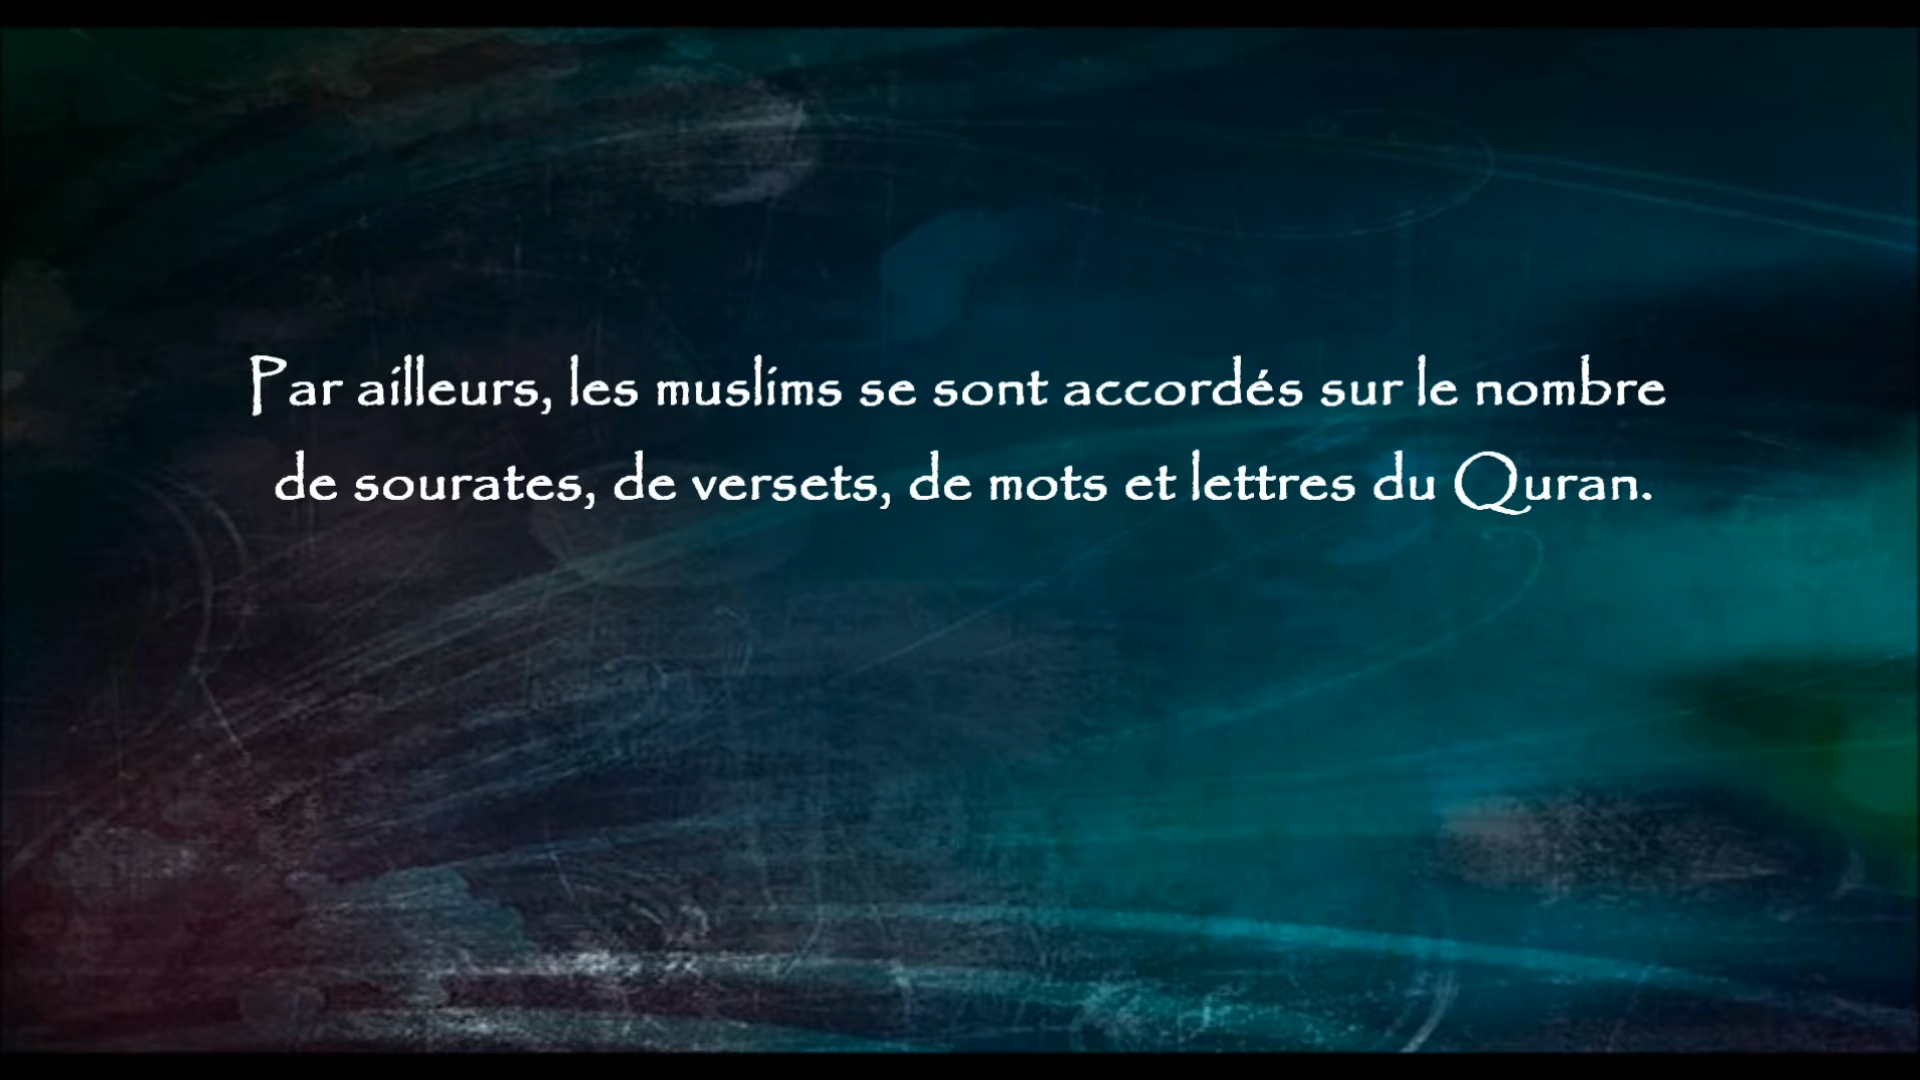 Par ailleurs, les muslims se sont accordés sur le nombre
de sourates, de versets, de mots et lettres du Quran.